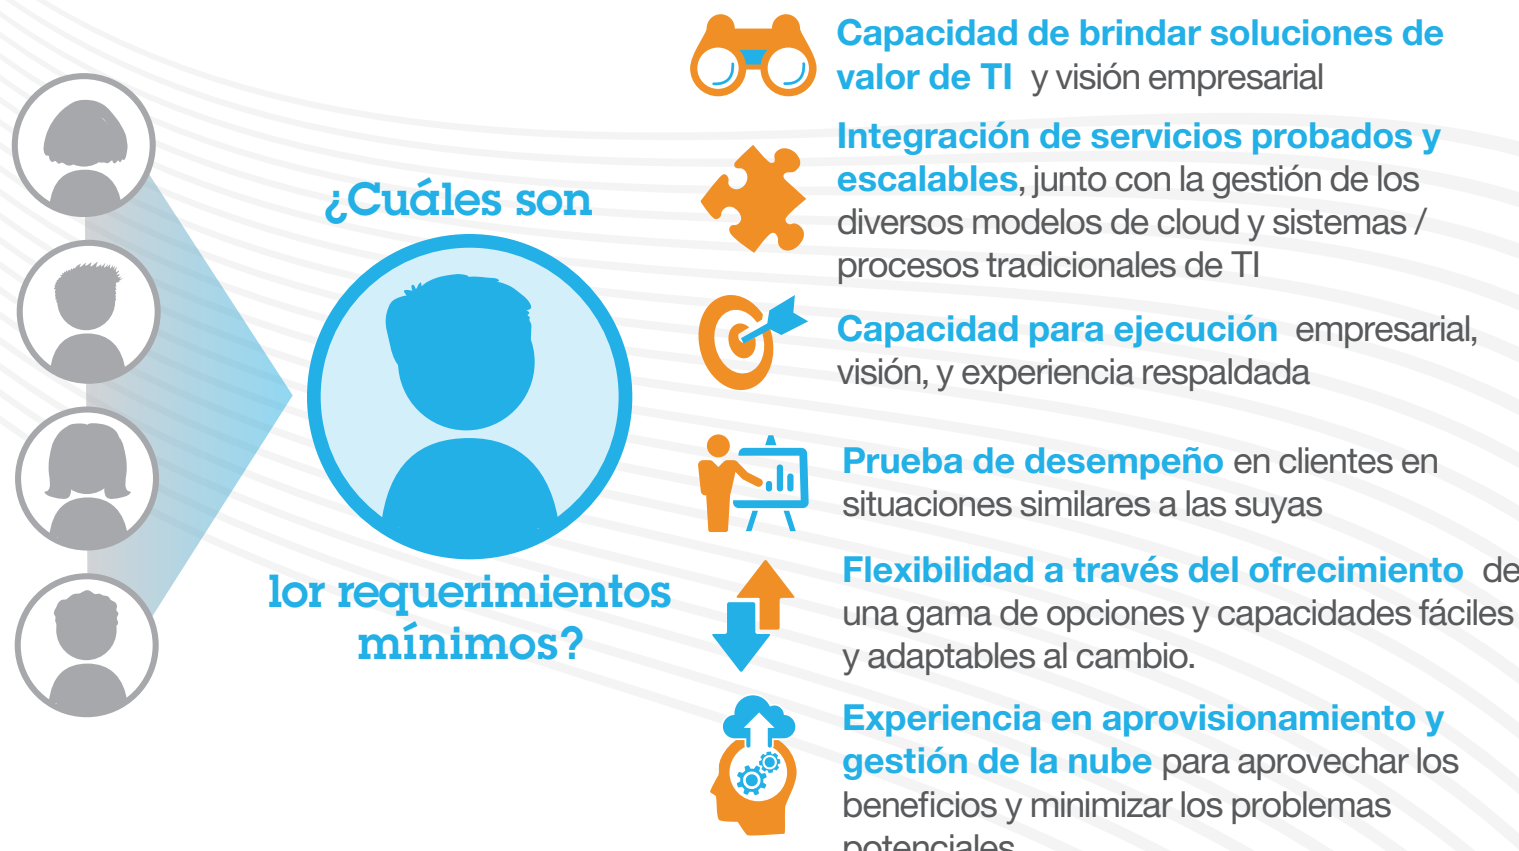 ¿Cuáles son
lor requerimientos
mínimos?
Capacidad de brindar soluciones de
valor de TI y visión empresarial
Integración de servicios probados y
escalables, junto con la gestión de los
diversos modelos de cloud y sistemas /
procesos tradicionales de TI
Capacidad para ejecución empresarial,
visión, y experiencia respaldada
Prueba de desempeño en clientes en
situaciones similares a las suyas
Flexibilidad a través del ofrecimiento de
una gama de opciones y capacidades fáciles
y adaptables al cambio.
Experiencia en aprovisionamiento y
gestión de la nube para aprovechar los
beneficios y minimizar los problemas
potenciales